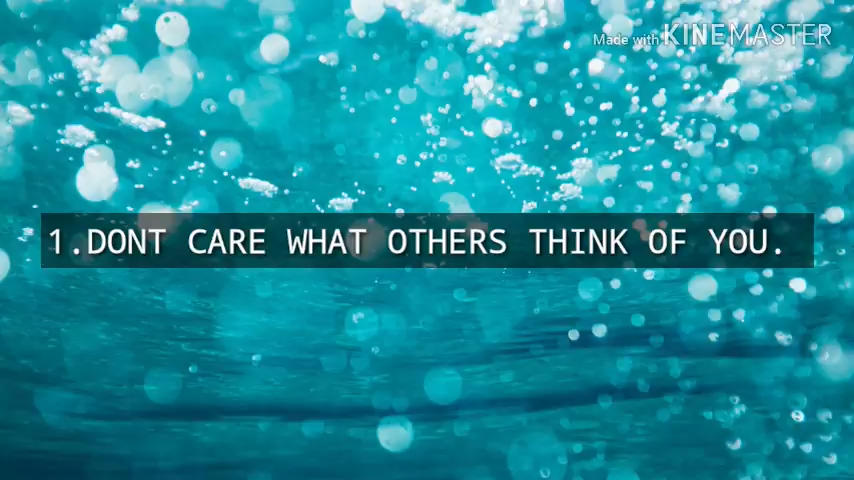 Made with KINEMASTER
1.DONT CARE WHAT OTHERS THINK OF YOU.